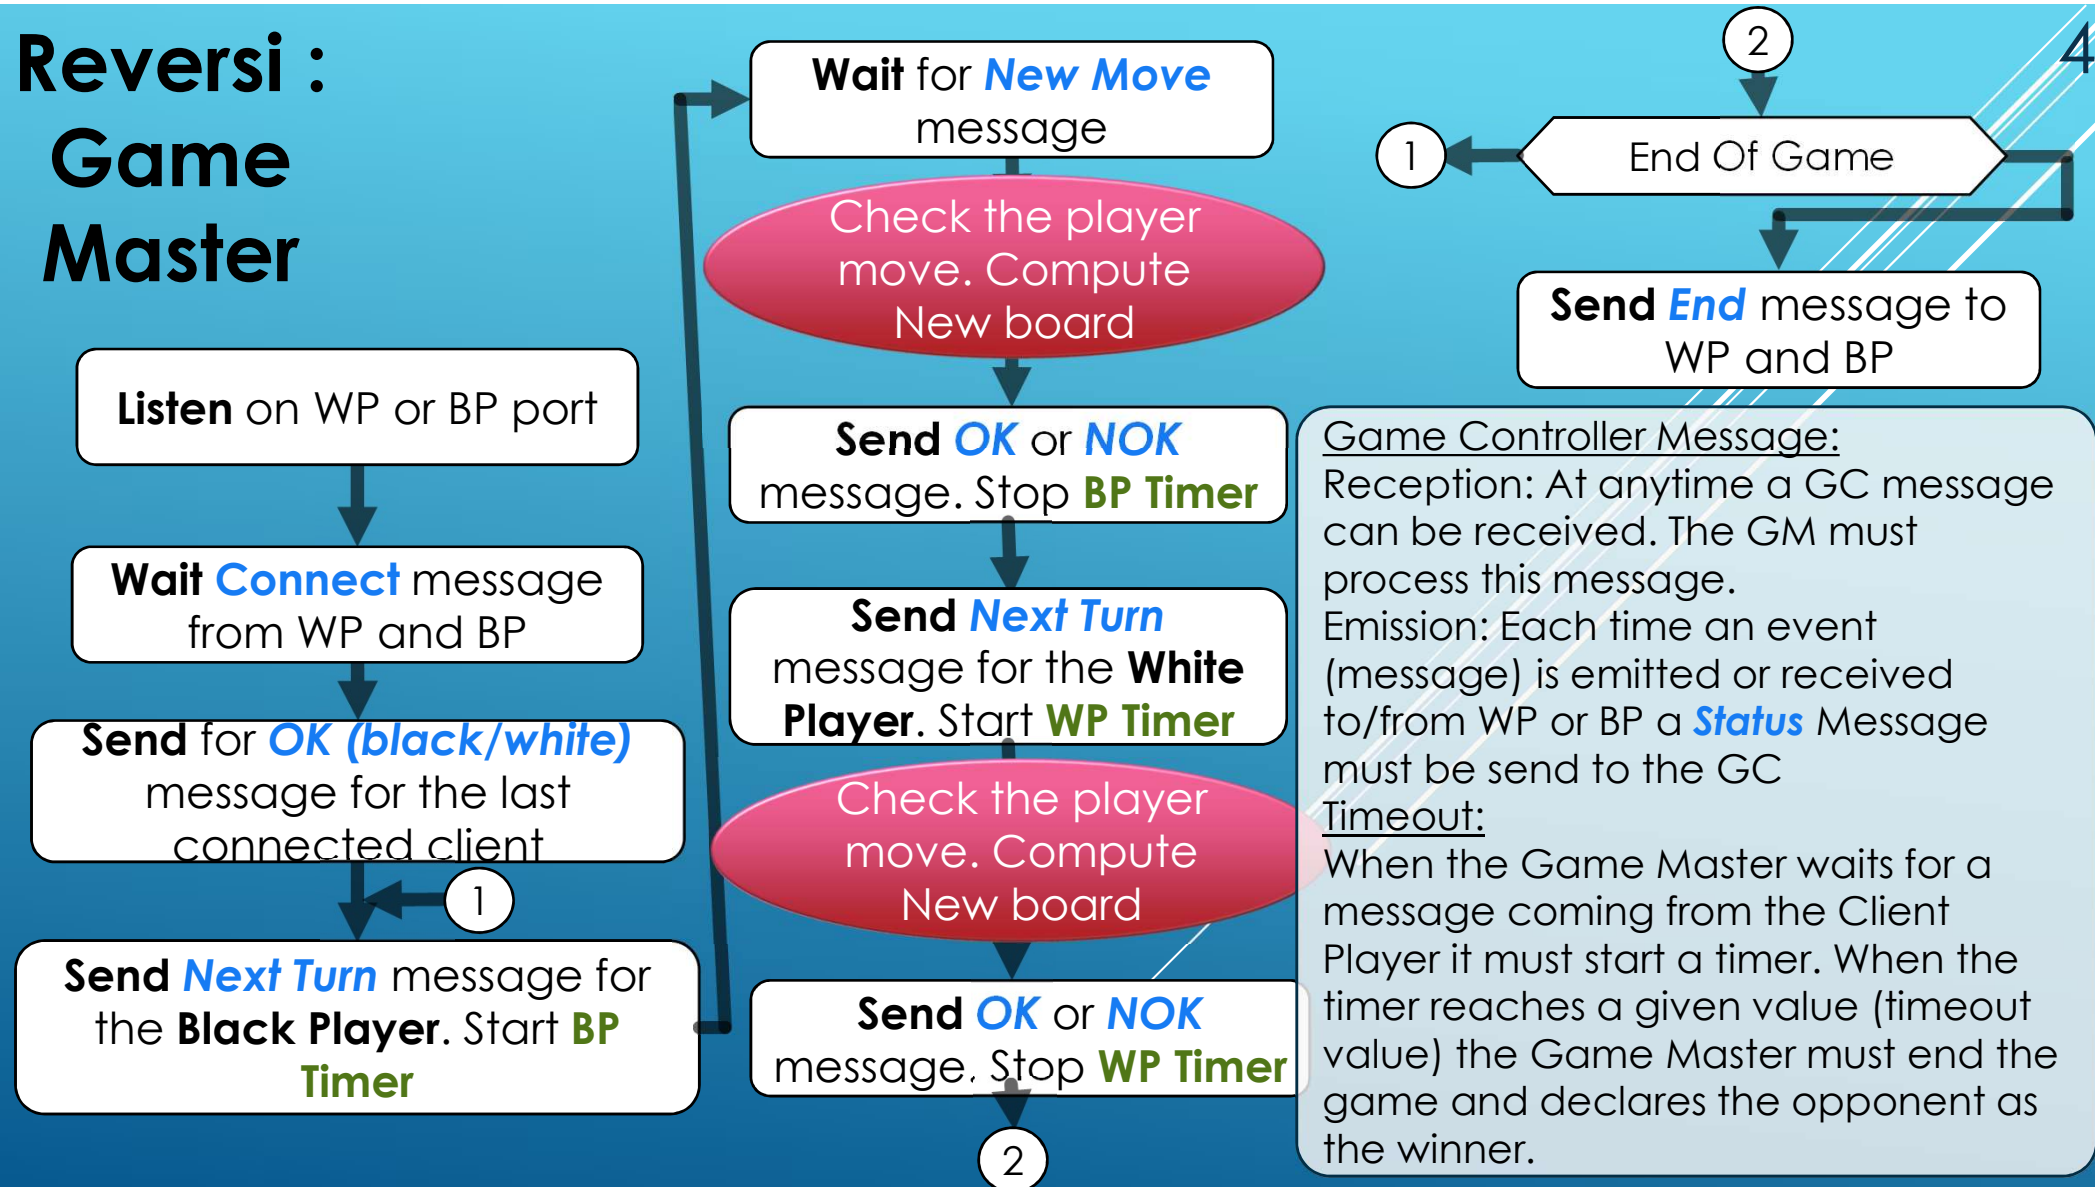 Reversi :
Game
Master
Listen on WP or BP port
Wait Connect message
from WP and BP
Send for OK (black/white)
message for the last
connected client
1
Send Next Turn message for
the Black Player. Start BP
Timer
Wait for New Move
message
Check the player
move. Compute
New board
Send OK or NOK
message. Stop BP Timer
Send Next Turn
message for the White
Player. Start WP Timer
Check the player
move. Compute
New board
Send OK or NOK
message. Stop WP Timer
2
2
4
1
End Of Game
Send End message to
WP and BP
Game Controller Message:
Reception: At anytime a GC message
can be received. The GM must
process this message.
Emission: Each time an event
(message) is emitted or received
to/from WP or BP a Status Message
must be send to the GC
Timeout:
When the Game Master waits for a
message coming from the Client
Player it must start a timer. When the
timer reaches a given value (timeout
value) the Game Master must end the
game and declares the opponent as
the winner.